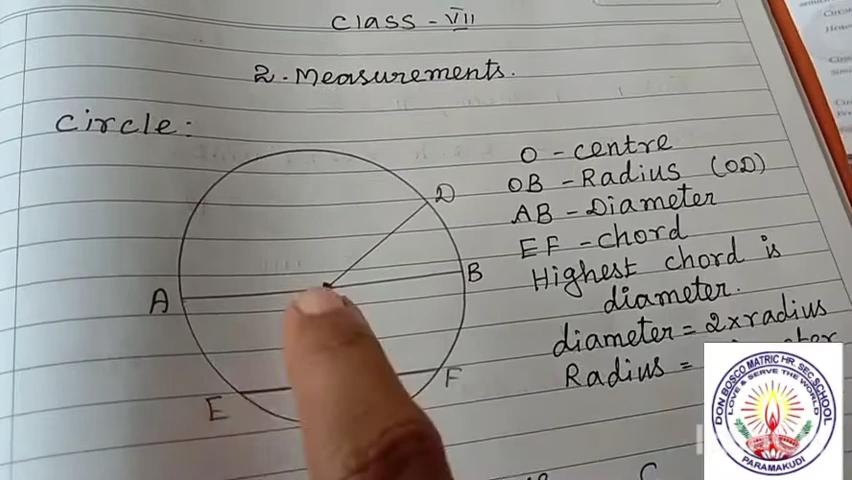 Class - VII
2. Measurements.
Circle:
O - centre
OB - Radius (OD)
AB - Diameter
EF - chord
Highest chord is
diameter.
diameter = 2×radius
Radius =
D
B
A
F
E
C
DON BOSCO MATRIC HR. SEC SCHOOL
LOVE & SERVE THE WORLD
PARAMAKUDI